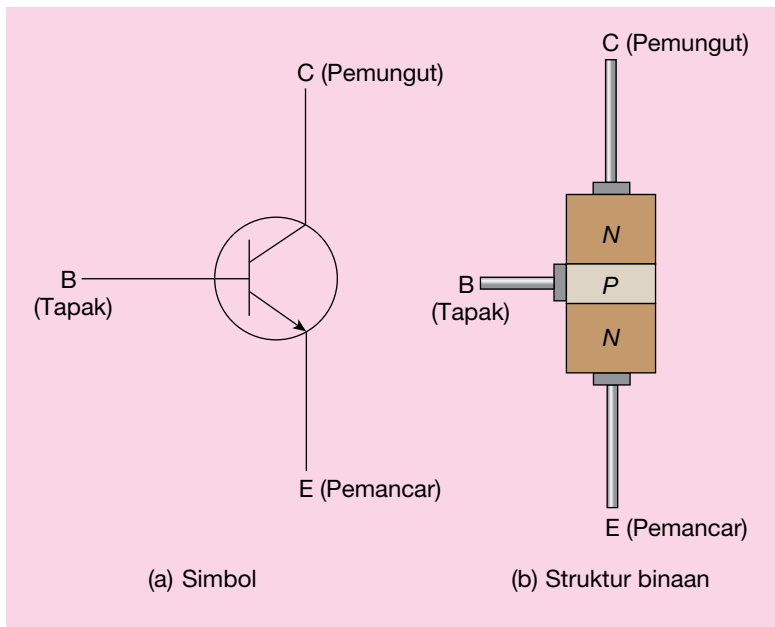 C (Pemungut)
B
(Tapak)
E (Pemancar)
(a) Simbol
C (Pemungut)
N
P
N
B
(Tapak)
E (Pemancar)
(b) Struktur binaan